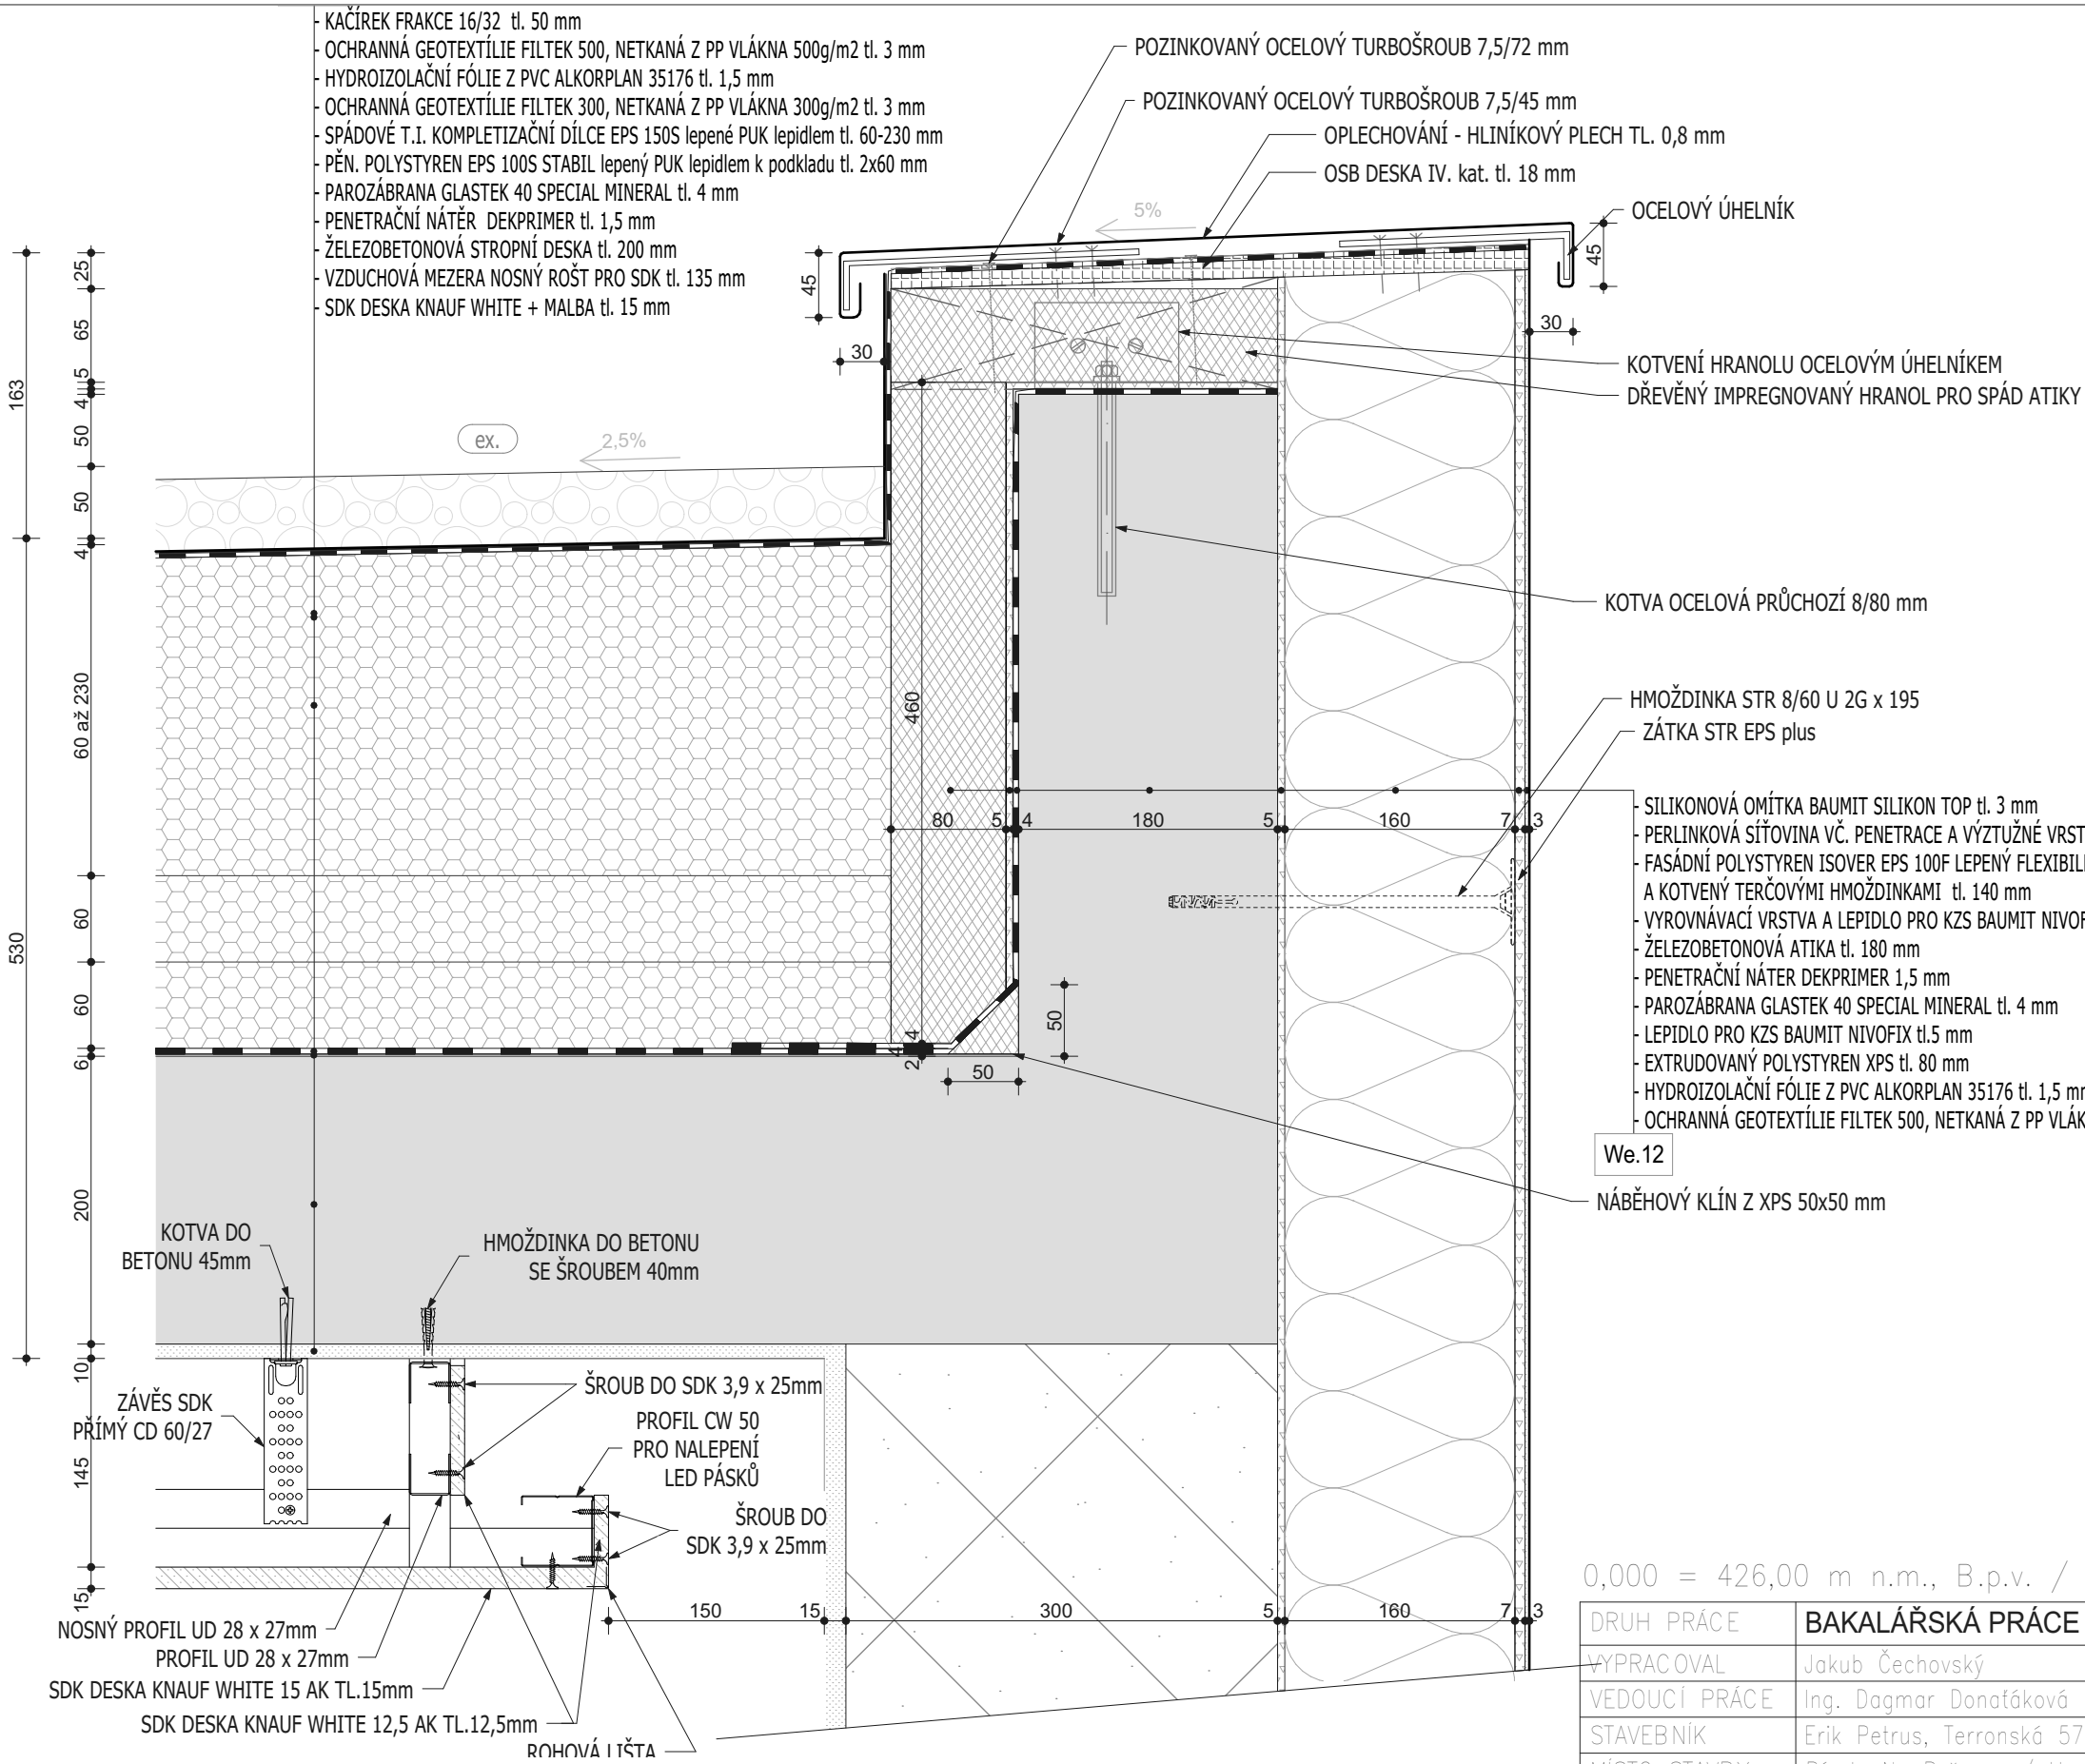 - KAČÍREK FRAKCE 16/32 tl. 50 mm
- OCHRANNÁ GEOTEXTÍLIE FILTEK 500, NETKANÁ Z PP VLÁKNA 500g/m2 tl. 3 mm
- HYDROIZOLAČNÍ FÓLIE Z PVC ALKORPLAN 35176 tl. 1,5 mm
- OCHRANNÁ GEOTEXTÍLIE FILTEK 300, NETKANÁ Z PP VLÁKNA 300g/m2 tl. 3 mm
- SPÁDOVÉ T.I. KOMPLETIZAČNÍ DÍLCE EPS 150S lepené PUK lepidlem tl. 60-230 mm
- PĚN. POLYSTYREN EPS 100S STABIL lepený PUK lepidlem k podkladu tl. 2x60 mm
- PAROZÁBRANA GLASTEK 40 SPECIAL MINERAL tl. 4 mm
- PENETRAČNÍ NÁTĚR DEKPRIMER tl. 1,5 mm
- ŽELEZOBETONOVÁ STROPNÍ DESKA tl. 200 mm
- VZDUCHOVÁ MEZERA NOSNÝ ROŠT PRO SDK tl. 135 mm
- SDK DESKA KNAUF WHITE + MALBA tl. 15 mm
POZINKOVANÝ OCELOVÝ TURBOŠROUB 7,5/72 mm
POZINKOVANÝ OCELOVÝ TURBOŠROUB 7,5/45 mm
OPLECHOVÁNÍ - HLINÍKOVÝ PLECH TL. 0,8 mm
OSB DESKA IV. kat. tl. 18 mm
OCELOVÝ ÚHELNÍK
5%
45
45
30
30
KOTVENÍ HRANOLU OCELOVÝM ÚHELNÍKEM
DŘEVĚNÝ IMPREGNOVANÝ HRANOL PRO SPÁD ATIKY
ex.
2,5%
163
530
25
65
5
4
50
50
4
60 až 230
60
60
6
200
10
145
15
KOTVA OCELOVÁ PRŮCHOZÍ 8/80 mm
HMOŽDINKA STR 8/60 U 2G x 195
ZÁTKA STR EPS plus
460
80
5
4
180
5
160
7
3
- SILIKONOVÁ OMÍTKA BAUMIT SILIKON TOP tl. 3 mm
- PERLINKOVÁ SÍŤOVINA VČ. PENETRACE A VÝZTUŽNÉ VRST
- FASÁDNÍ POLYSTYREN ISOVER EPS 100F LEPENÝ FLEXIBIL
A KOTVENÝ TERČOVÝMI HMOŽDINKAMI tl. 140 mm
- VYROVNÁVACÍ VRSTVA A LEPIDLO PRO KZS BAUMIT NIVOF
- ŽELEZOBETONOVÁ ATIKA tl. 180 mm
- PENETRAČNÍ NÁTER DEKPRIMER 1,5 mm
- PAROZÁBRANA GLASTEK 40 SPECIAL MINERAL tl. 4 mm
- LEPIDLO PRO KZS BAUMIT NIVOFIX tl.5 mm
- EXTRUDOVANÝ POLYSTYREN XPS tl. 80 mm
- HYDROIZOLAČNÍ FÓLIE Z PVC ALKORPLAN 35176 tl. 1,5 mm
- OCHRANNÁ GEOTEXTÍLIE FILTEK 500, NETKANÁ Z PP VLÁK
We.12
50
50
2
4
4
NÁBĚHOVÝ KLÍN Z XPS 50x50 mm
KOTVA DO
BETONU 45mm
HMOŽDINKA DO BETONU
SE ŠROUBEM 40mm
ZÁVĚS SDK
PŘÍMÝ CD 60/27
ŠROUB DO SDK 3,9 x 25mm
PROFIL CW 50
PRO NALEPENÍ
LED PÁSKŮ
ŠROUB DO
SDK 3,9 x 25mm
150
15
300
5
160
7
3
NOSNÝ PROFIL UD 28 x 27mm
PROFIL UD 28 x 27mm
SDK DESKA KNAUF WHITE 15 AK TL.15mm
SDK DESKA KNAUF WHITE 12,5 AK TL.12,5mm
ROHOVÁ LIŠTA
0,000 = 426,00 m n.m., B.p.v. /
DRUH PRÁCE BAKALÁŘSKÁ PRÁCE
VYPRACOVAL Jakub Čechovský
VEDOUCÍ PRÁCE Ing. Dagmar Donaťáková
STAVEBNÍK Erik Petrus, Terronská 57